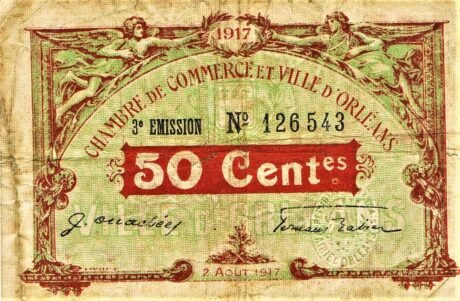 1917
CHAMBRE DE COMMERCE ET VILLE D'ORLÉANS
3e EMISSION No 126543
50 Centes
2 AOUT 1917